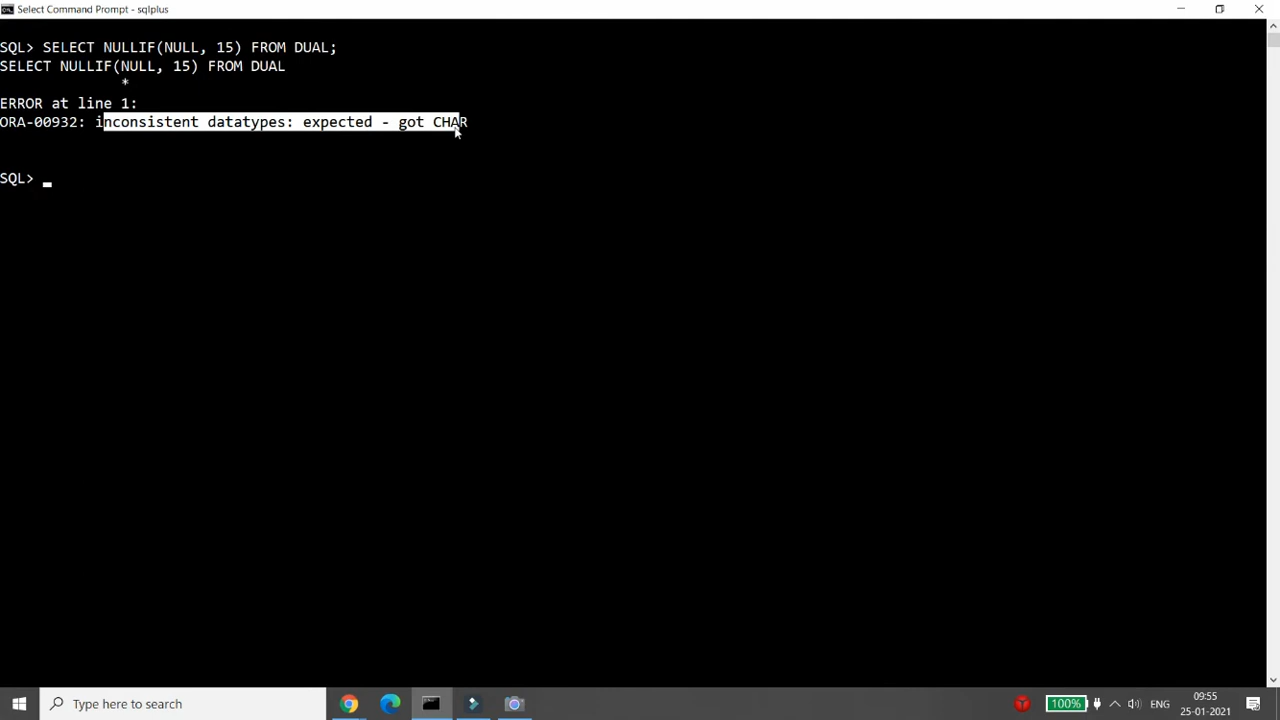 Select Command Prompt - sqlplus
SQL> SELECT NULLIF(NULL, 15) FROM DUAL;
SELECT NULLIF(NULL, 15) FROM DUAL
*
ERROR at line 1:
ORA-00932: inconsistent datatypes: expected - got CHAR
SQL>
Type here to search
100%
ENG
09:55
25-01-2021